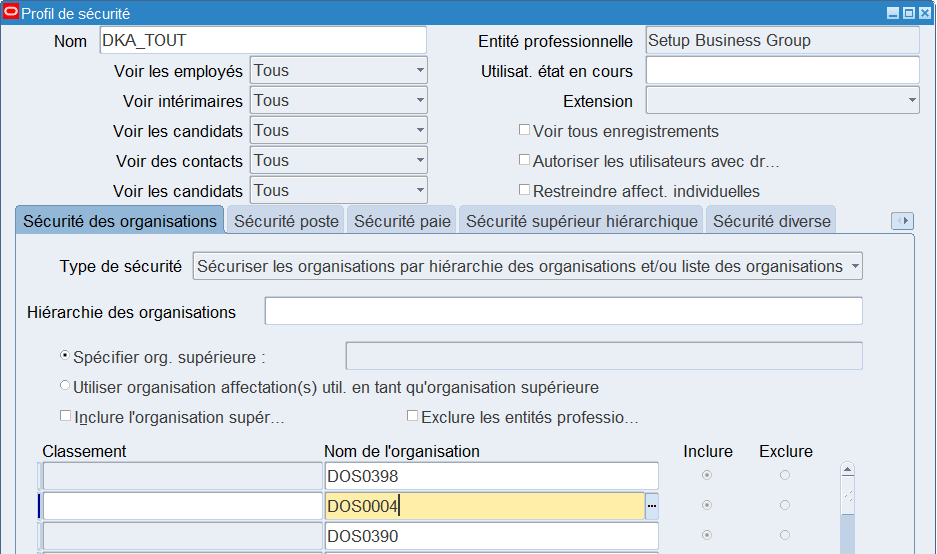 Profil de sécurité
Nom DKA_TOUT Entité professionnelle Setup Business Group
Voir les employés Tous Utilisat. état en cours
Voir intérimaires Tous Extension
Voir les candidats Tous Voir tous enregistrements
Voir des contacts Tous Autoriser les utilisateurs avec dr...
Voir les candidats Tous Restreindre affect. individuelles
Sécurité des organisations Sécurité poste Sécurité paie Sécurité supérieur hiérarchique Sécurité diverse
Type de sécurité Sécuriser les organisations par hiérarchie des organisations et/ou liste des organisations
Hiérarchie des organisations
Spécifier org. supérieure :
Utiliser organisation affectation(s) util. en tant qu'organisation supérieure
Inclure l'organisation supér... Exclure les entités professio...
Classement Nom de l'organisation Inclure Exclure
DOS0398
DOS0004
DOS0390